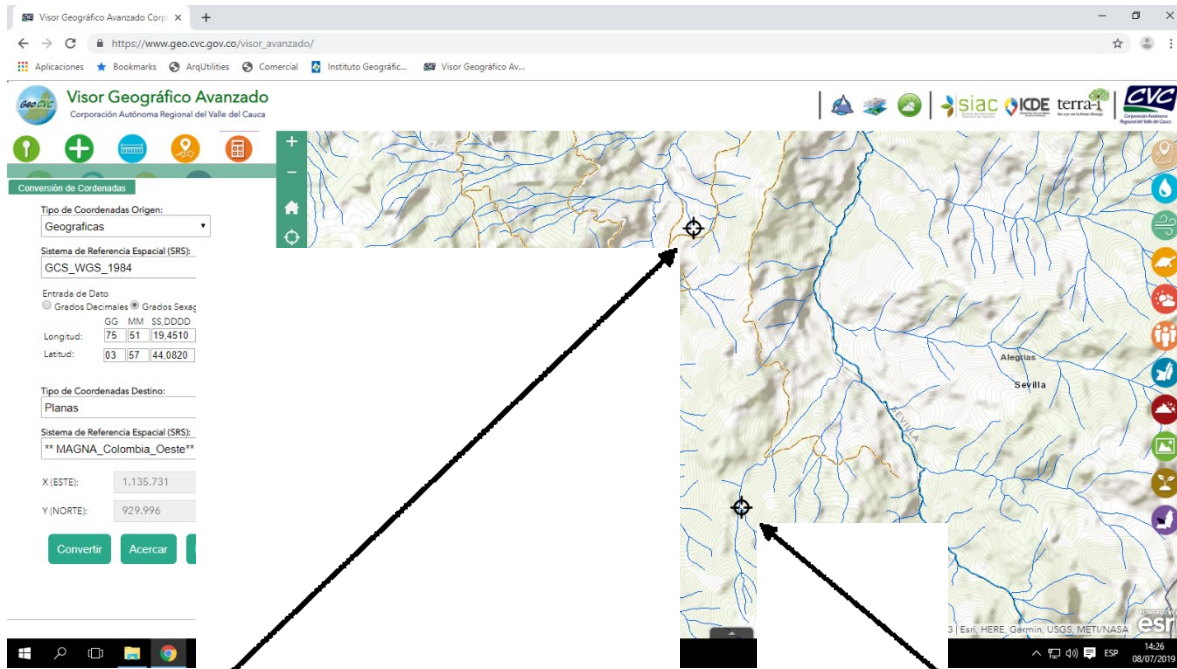 Visor Geográfico Avanzado Corp
https://www.geo.cvc.gov.co/visor_avanzado/
Aplicaciones Bookmarks ArqUtilities Comercial Instituto Geográfic... Visor Geográfico Av...
Geo CVC
Visor Geográfico Avanzado
Corporación Autónoma Regional del Valle del Cauca
siac ICDE terra-i CVC
Corporación Autónoma
Regional del Valle del Cauca
Conversión de Cordenadas
Tipo de Coordenadas Origen:
Geograficas
Sistema de Referencia Espacial (SRS):
GCS_WGS_1984
Entrada de Dato
Grados Decimales Grados Sexag
GG MM SS,DDDD
Longitud: 75 51 19,4510
Latitud: 03 57 44,0820
Tipo de Coordenadas Destino:
Planas
Sistema de Referencia Espacial (SRS):
** MAGNA_Colombia_Oeste**
X (ESTE): 1.135.731
Y (NORTE): 929.996
Convertir Acercar
Alegrias
Sevilla
SEVILLA
3 | Esri, HERE, Garmin, USGS, METI/NASA
esri
ESP
14:26
08/07/2019